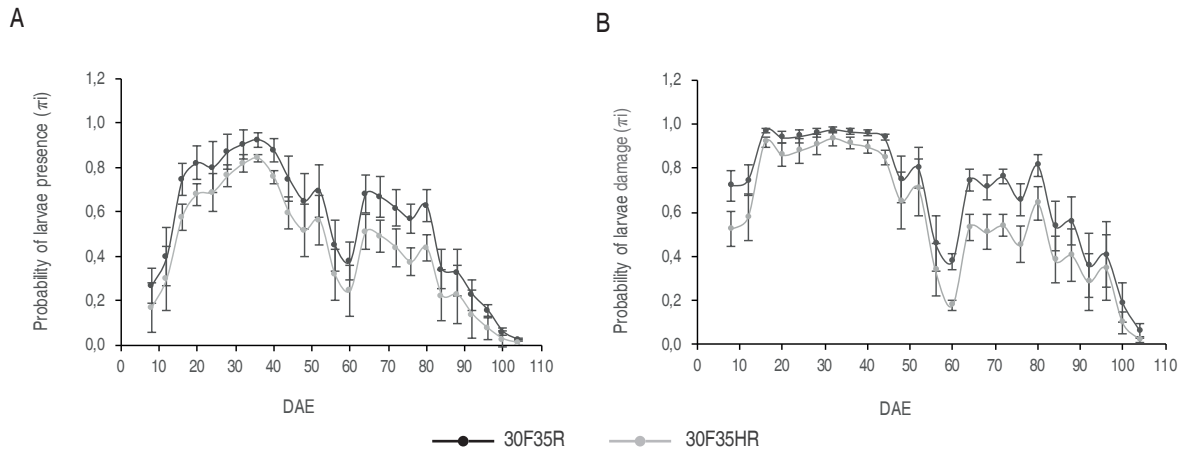 A
B
Probability of larvae presence (πi)
1,2
1,0
0,8
0,6
0,4
0,2
0,0
0 10 20 30 40 50 60 70 80 90 100 110
DAE
Probability of larvae damage (πi)
1,2
1,0
0,8
0,6
0,4
0,2
0,0
0 10 20 30 40 50 60 70 80 90 100 110
DAE
30F35R 30F35HR